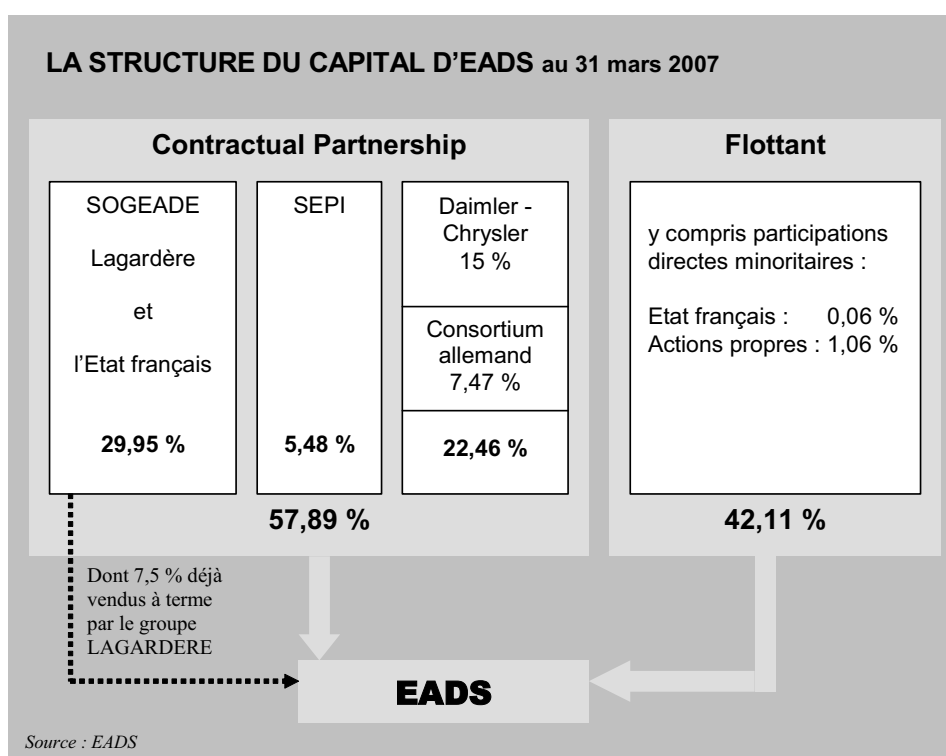 LA STRUCTURE DU CAPITAL D'EADS au 31 mars 2007
Contractual Partnership
SOGEADE
Lagardère
et
l'Etat français
29,95 %
SEPI
5,48 %
Daimler -
Chrysler
15 %
Consortium
allemand
7,47 %
22,46 %
57,89 %
Flottant
y compris participations
directes minoritaires :
Etat français : 0,06 %
Actions propres : 1,06 %
42,11 %
Dont 7,5 % déjà
vendus à terme
par le groupe
LAGARDERE
EADS
Source : EADS